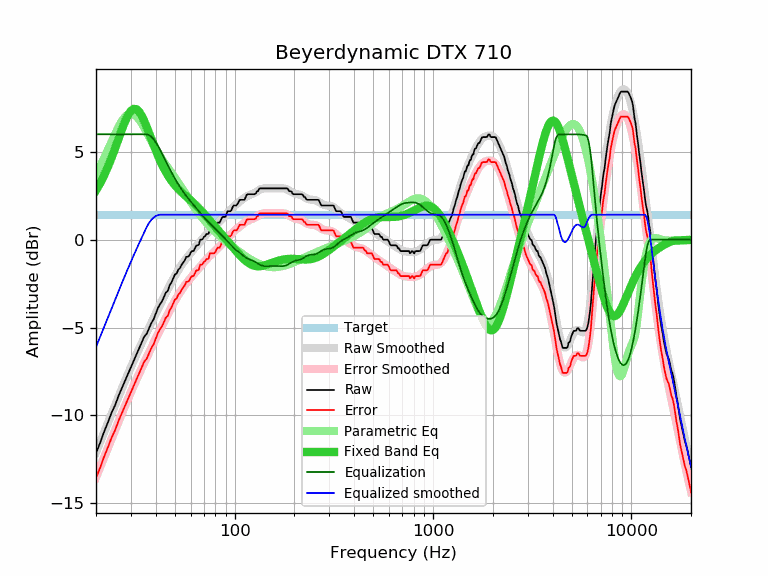 Beyerdynamic DTX 710
Amplitude (dBr)
5
0
−5
−10
−15
Target
Raw Smoothed
Error Smoothed
Raw
Error
Parametric Eq
Fixed Band Eq
Equalization
Equalized smoothed
100
1000
10000
Frequency (Hz)